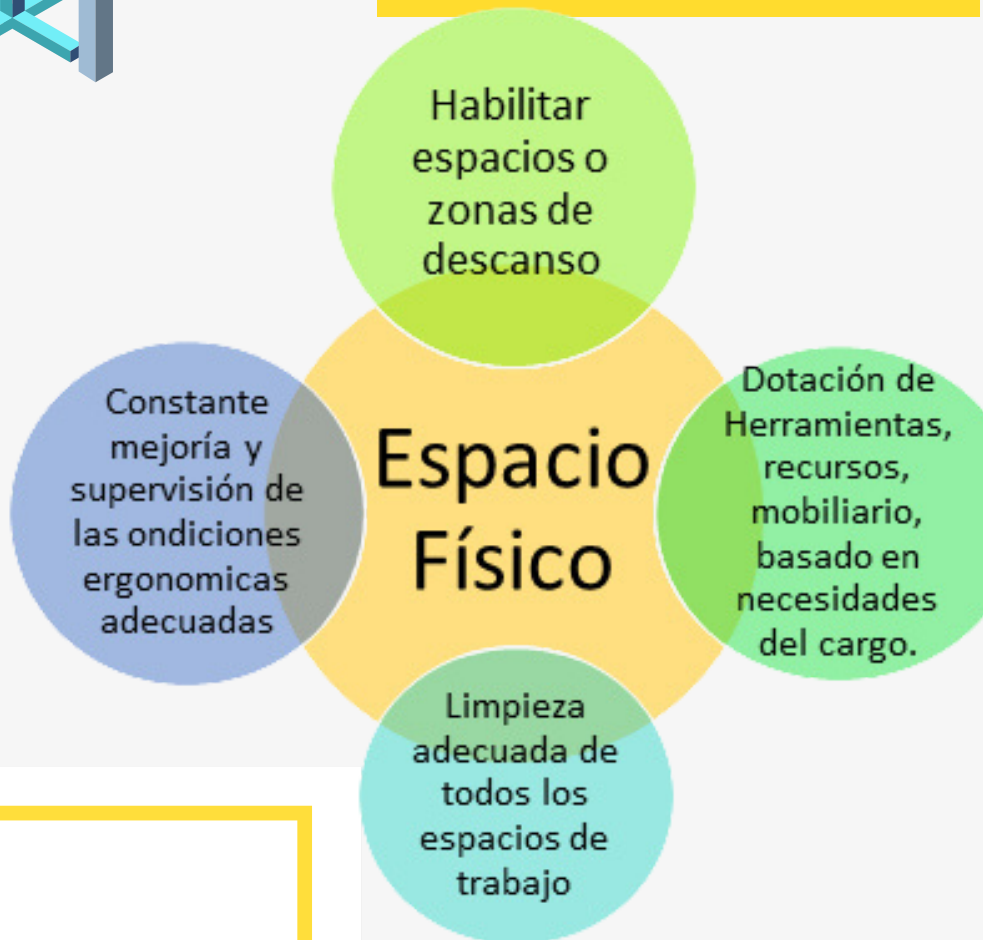 Habilitar
espacios o
zonas de
descanso
Constante
mejoría y
supervisión de
las ondiciones
ergonomicas
adecuadas
Espacio
Físico
Dotación de
Herramientas,
recursos,
mobiliario,
basado en
necesidades
del cargo.
Limpieza
adecuada de
todos los
espacios de
trabajo